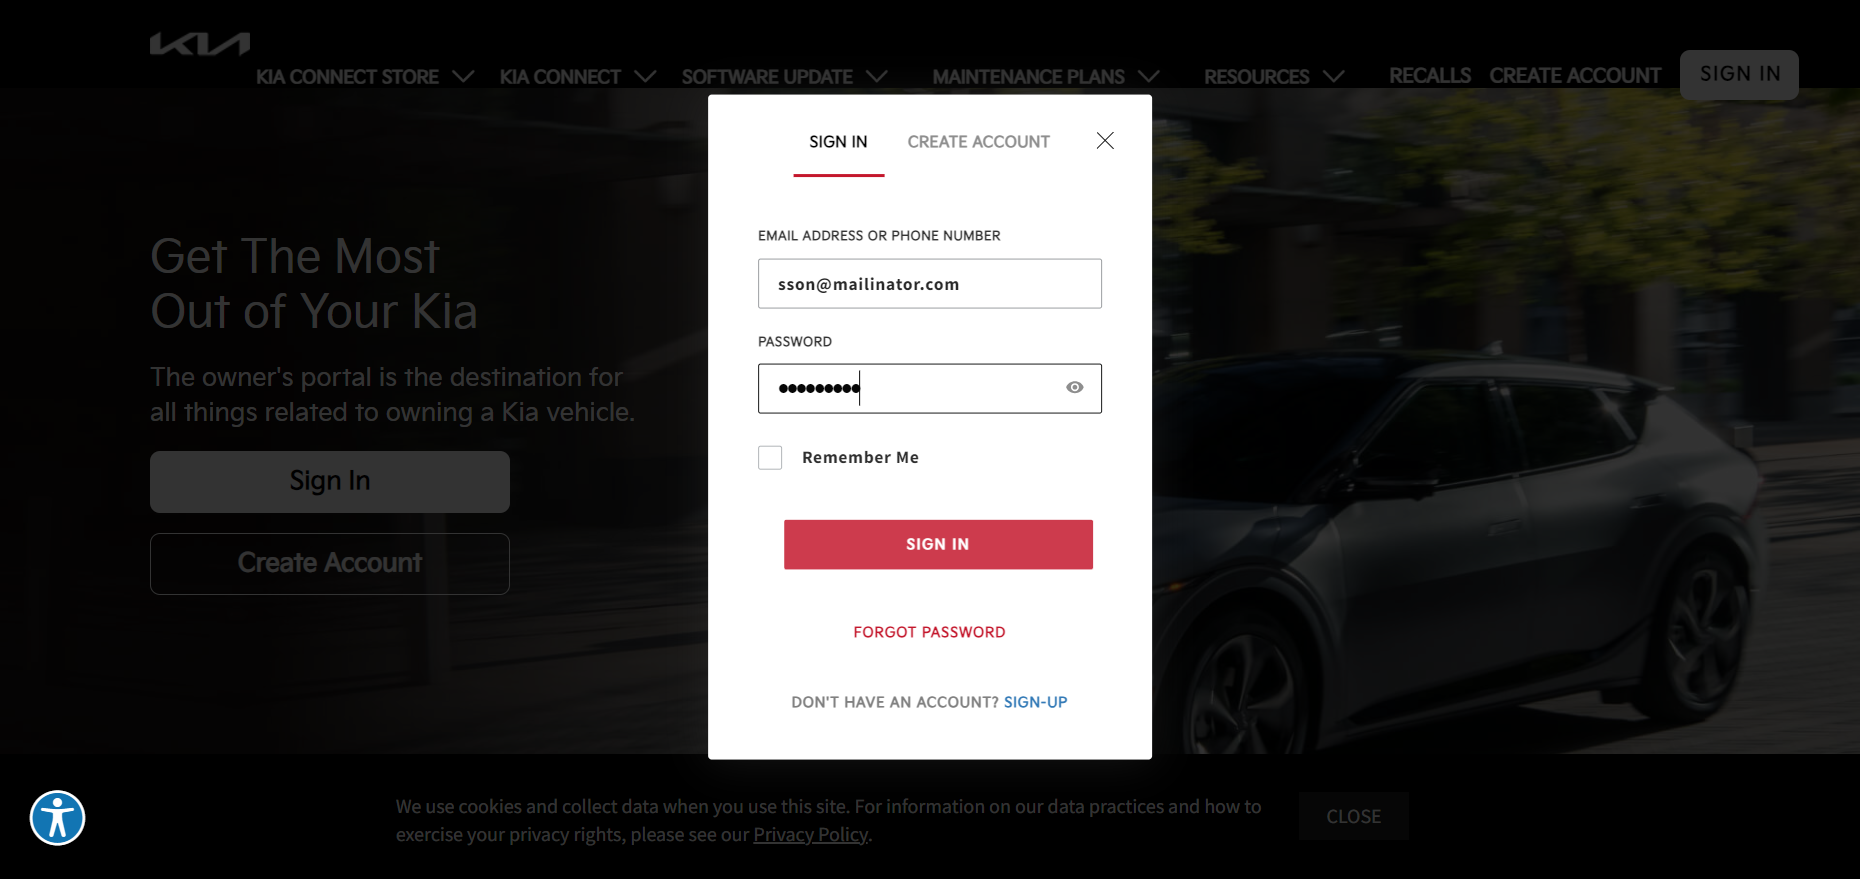 KIA
KIA CONNECT STORE KIA CONNECT SOFTWARE UPDATE MAINTENANCE PLANS RESOURCES RECALLS CREATE ACCOUNT SIGN IN
SIGN IN CREATE ACCOUNT
Get The Most
Out of Your Kia
The owner's portal is the destination for
all things related to owning a Kia vehicle.
Sign In
Create Account
EMAIL ADDRESS OR PHONE NUMBER
sson@mailinator.com
PASSWORD
•••••••••
Remember Me
SIGN IN
FORGOT PASSWORD
DON'T HAVE AN ACCOUNT? SIGN-UP
We use cookies and collect data when you use this site. For information on our data practices and how to
exercise your privacy rights, please see our Privacy Policy.
CLOSE